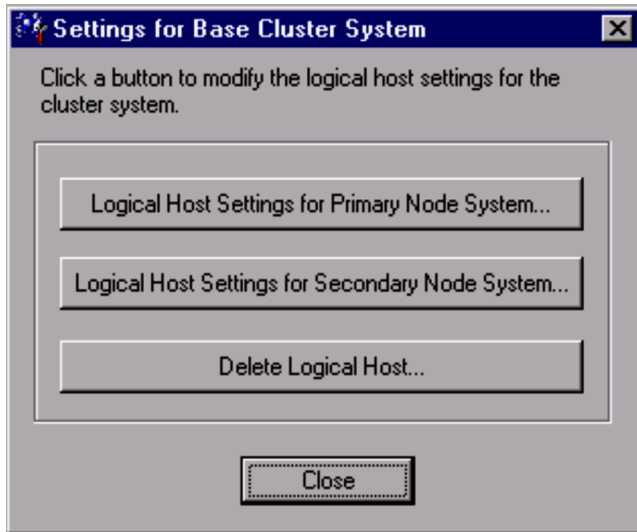 Settings for Base Cluster System
Click a button to modify the logical host settings for the
cluster system.
Logical Host Settings for Primary Node System...
Logical Host Settings for Secondary Node System...
Delete Logical Host...
Close